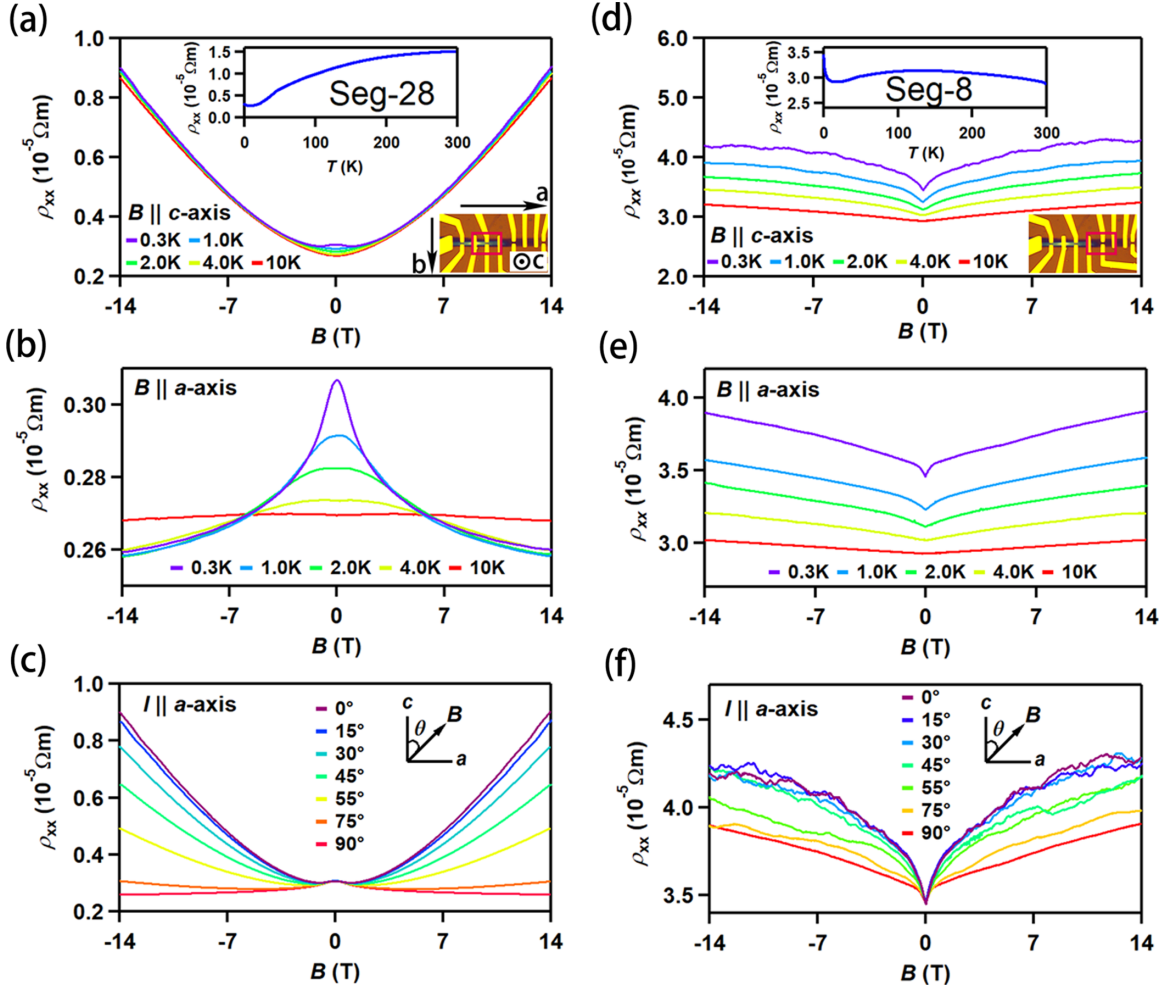 (a)
1.0
0.8
0.6
0.4
0.2
ρxx (10⁻⁵Ωm)
1.5
1.0
0.5
0.0
ρxx (10⁻⁵Ωm)
Seg-28
0 100 200 300
T (K)
B || c-axis
0.3K 1.0K
2.0K 4.0K 10K
a
b
C
-14 -7 0 7 14
B (T)
(d)
6.0
5.0
4.0
3.0
2.0
ρxx (10⁻⁵Ωm)
3.5
3.0
2.5
ρxx (10⁻⁵Ωm)
Seg-8
0 100 200 300
T (K)
B || c-axis
0.3K 1.0K 2.0K 4.0K 10K
-14 -7 0 7 14
B (T)
(b)
B || a-axis
0.30
0.28
0.26
ρxx (10⁻⁵Ωm)
0.3K 1.0K 2.0K 4.0K 10K
-14 -7 0 7 14
B (T)
(e)
B || a-axis
4.0
3.5
3.0
ρxx (10⁻⁵Ωm)
0.3K 1.0K 2.0K 4.0K 10K
-14 -7 0 7 14
B (T)
(c)
I || a-axis
1.0
0.8
0.6
0.4
0.2
ρxx (10⁻⁵Ωm)
0°
15°
30°
45°
55°
75°
90°
c
θ
B
a
-14 -7 0 7 14
B (T)
(f)
I || a-axis
4.5
4.0
3.5
ρxx (10⁻⁵Ωm)
0°
15°
30°
45°
55°
75°
90°
c
θ
B
a
-14 -7 0 7 14
B (T)